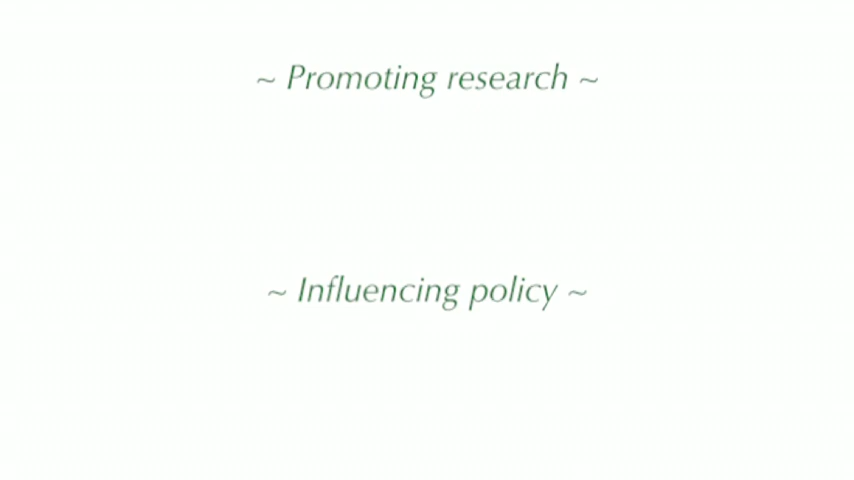 ~ Promoting research ~
~ Influencing policy ~